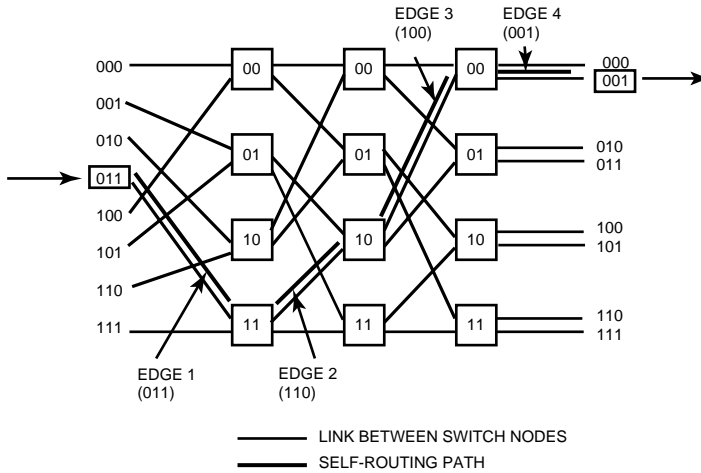 EDGE 3
(100)
EDGE 4
(001)
000 00 00 00 000
001
001
010 01 01 01 010
011
011
100 10 10 10 100
101
101
110
111 11 11 11 110
111
EDGE 1
(011)
EDGE 2
(110)
LINK BETWEEN SWITCH NODES
SELF-ROUTING PATH